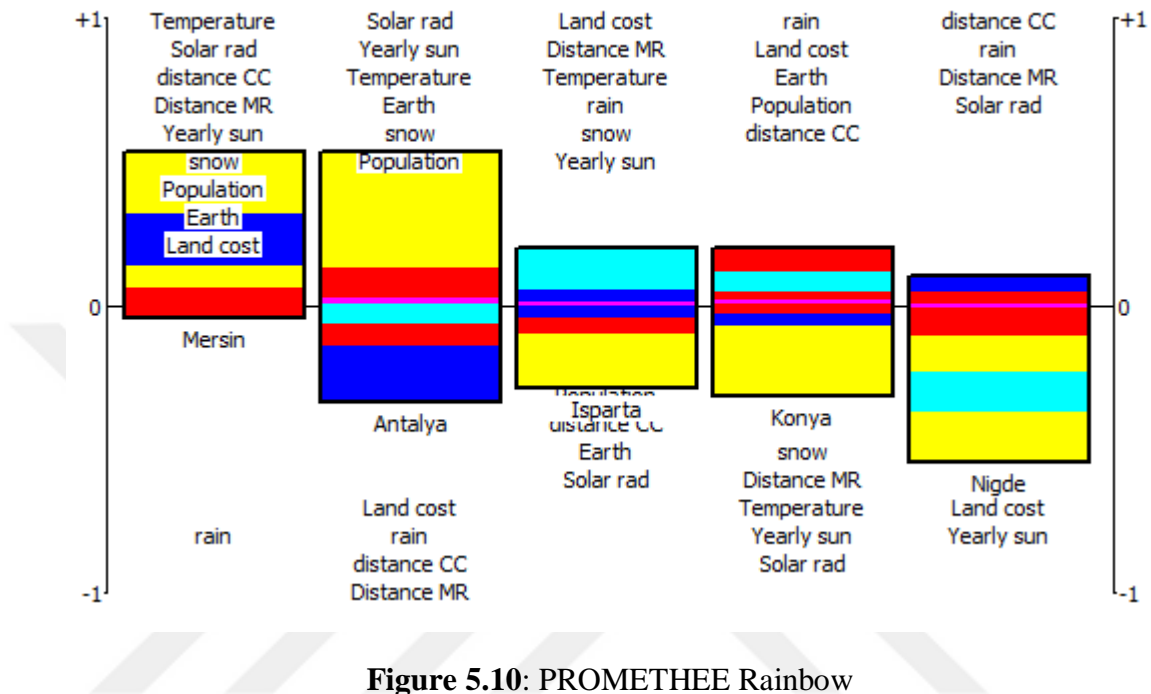 +1
0
-1
Temperature
Solar rad
distance CC
Distance MR
Yearly sun
snow
Population
Earth
Land cost
Mersin
rain
Solar rad
Yearly sun
Temperature
Earth
snow
Population
Antalya
Land cost
rain
distance CC
Distance MR
Land cost
Distance MR
Temperature
rain
snow
Yearly sun
Population
Isparta
distance CC
Earth
Solar rad
rain
Land cost
Earth
Population
distance CC
Konya
snow
Distance MR
Temperature
Yearly sun
Solar rad
distance CC
rain
Distance MR
Solar rad
Nigde
Land cost
Yearly sun
+1
0
-1
Figure 5.10: PROMETHEE Rainbow